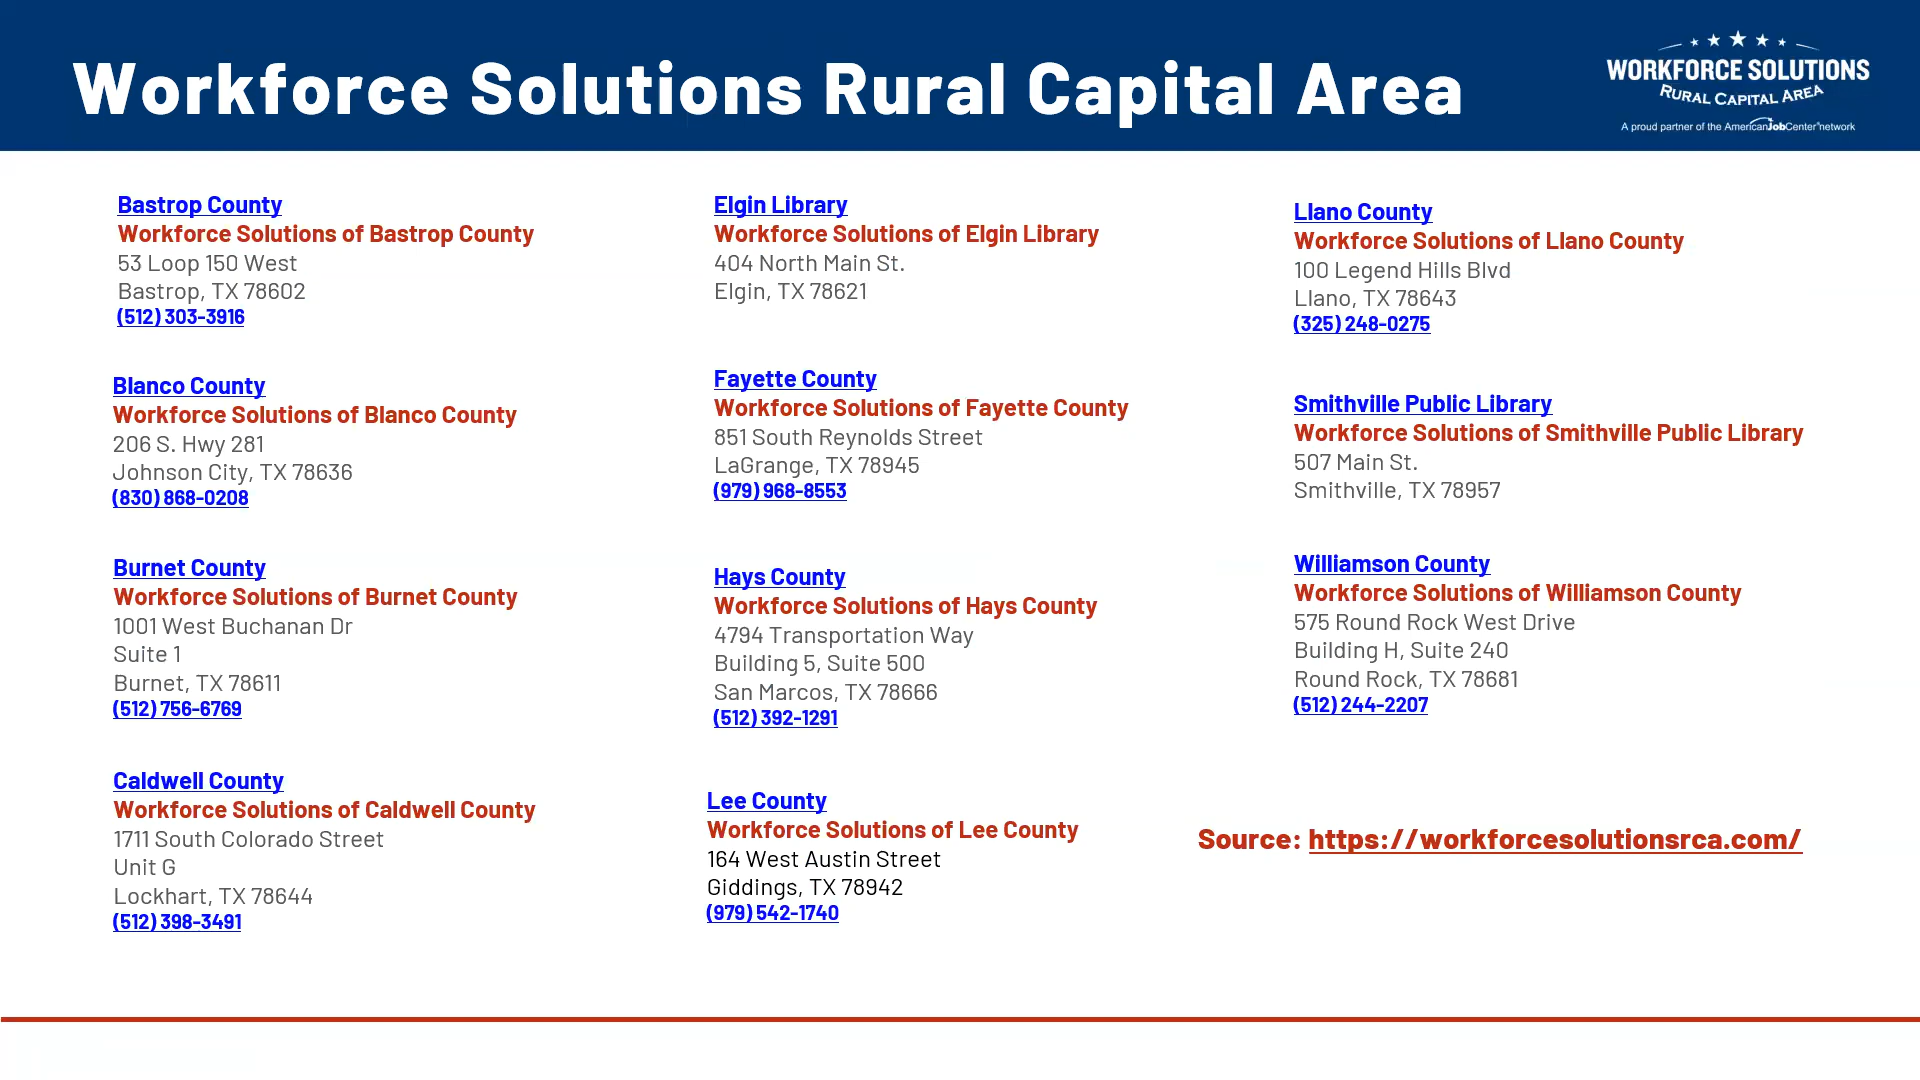 Workforce Solutions Rural Capital Area
WORKFORCE SOLUTIONS
RURAL CAPITAL AREA
A proud partner of the AmericanJobCenter®network
Bastrop County
Workforce Solutions of Bastrop County
53 Loop 150 West
Bastrop, TX 78602
(512) 303-3916
Blanco County
Workforce Solutions of Blanco County
206 S. Hwy 281
Johnson City, TX 78636
(830) 868-0208
Burnet County
Workforce Solutions of Burnet County
1001 West Buchanan Dr
Suite 1
Burnet, TX 78611
(512) 756-6769
Caldwell County
Workforce Solutions of Caldwell County
1711 South Colorado Street
Unit G
Lockhart, TX 78644
(512) 398-3491
Elgin Library
Workforce Solutions of Elgin Library
404 North Main St.
Elgin, TX 78621
Fayette County
Workforce Solutions of Fayette County
851 South Reynolds Street
LaGrange, TX 78945
(979) 968-8553
Hays County
Workforce Solutions of Hays County
4794 Transportation Way
Building 5, Suite 500
San Marcos, TX 78666
(512) 392-1291
Lee County
Workforce Solutions of Lee County
164 West Austin Street
Giddings, TX 78942
(979) 542-1740
Llano County
Workforce Solutions of Llano County
100 Legend Hills Blvd
Llano, TX 78643
(325) 248-0275
Smithville Public Library
Workforce Solutions of Smithville Public Library
507 Main St.
Smithville, TX 78957
Williamson County
Workforce Solutions of Williamson County
575 Round Rock West Drive
Building H, Suite 240
Round Rock, TX 78681
(512) 244-2207
Source: https://workforcesolutionsrca.com/